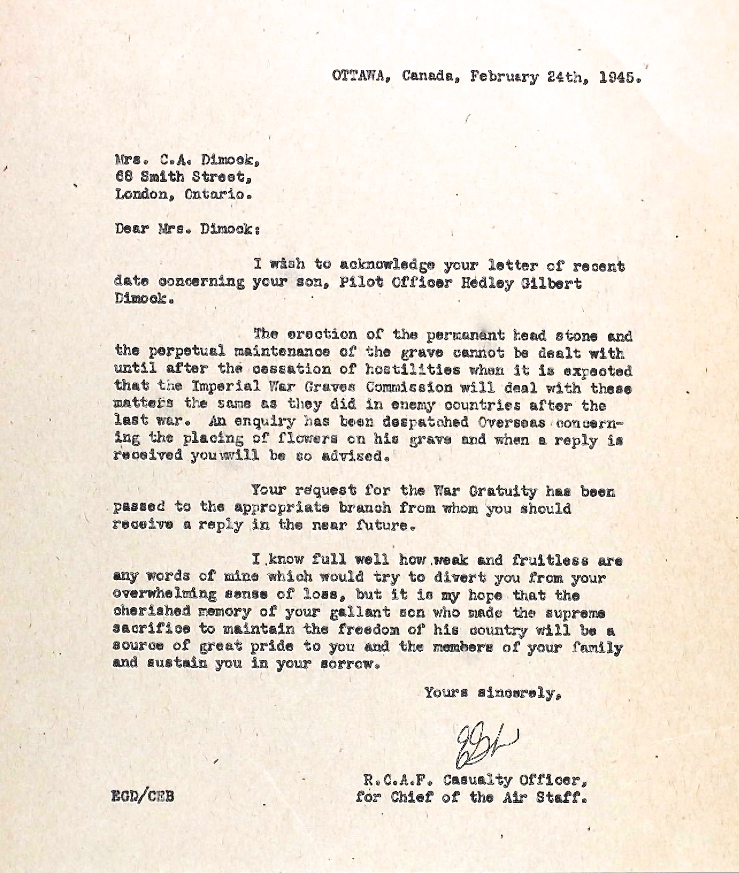 OTTAWA, Canada, February 24th, 1945.
Mrs. C.A. Dimock,
68 Smith Street,
London, Ontario.
Dear Mrs. Dimock:
I wish to acknowledge your letter of recent
date concerning your son, Pilot Officer Hedley Gilbert
Dimock.
The erection of the permanent head stone and
the perpetual maintenance of the grave cannot be dealt with
until after the cessation of hostilities when it is expected
that the Imperial War Graves Commission will deal with these
matters the same as they did in enemy countries after the
last war. An enquiry has been despatched Overseas concern-
ing the placing of flowers on his grave and when a reply is
received you will be so advised.
Your request for the War Gratuity has been
passed to the appropriate branch from whom you should
receive a reply in the near future.
I know full well how weak and fruitless are
any words of mine which would try to divert you from your
overwhelming sense of loss, but it is my hope that the
cherished memory of your gallant son who made the supreme
sacrifice to maintain the freedom of his country will be a
source of great pride to you and the members of your family
and sustain you in your sorrow.
Yours sincerely,
R.C.A.F. Casualty Officer,
for Chief of the Air Staff.
EGD/CEB